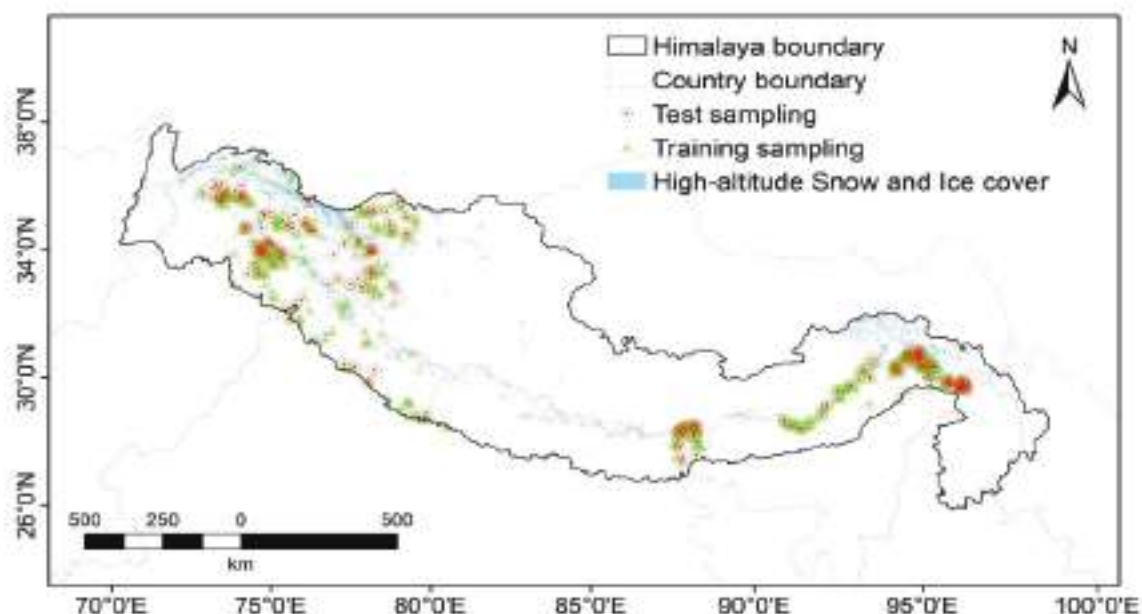 Himalaya boundary
N
Country boundary
Test sampling
Training sampling
High-altitude Snow and Ice cover
38°0'N
34°0'N
30°0'N
26°0'N
500 250 0 500
km
70°0'E 75°0'E 80°0'E 85°0'E 90°0'E 95°0'E 100°0'E